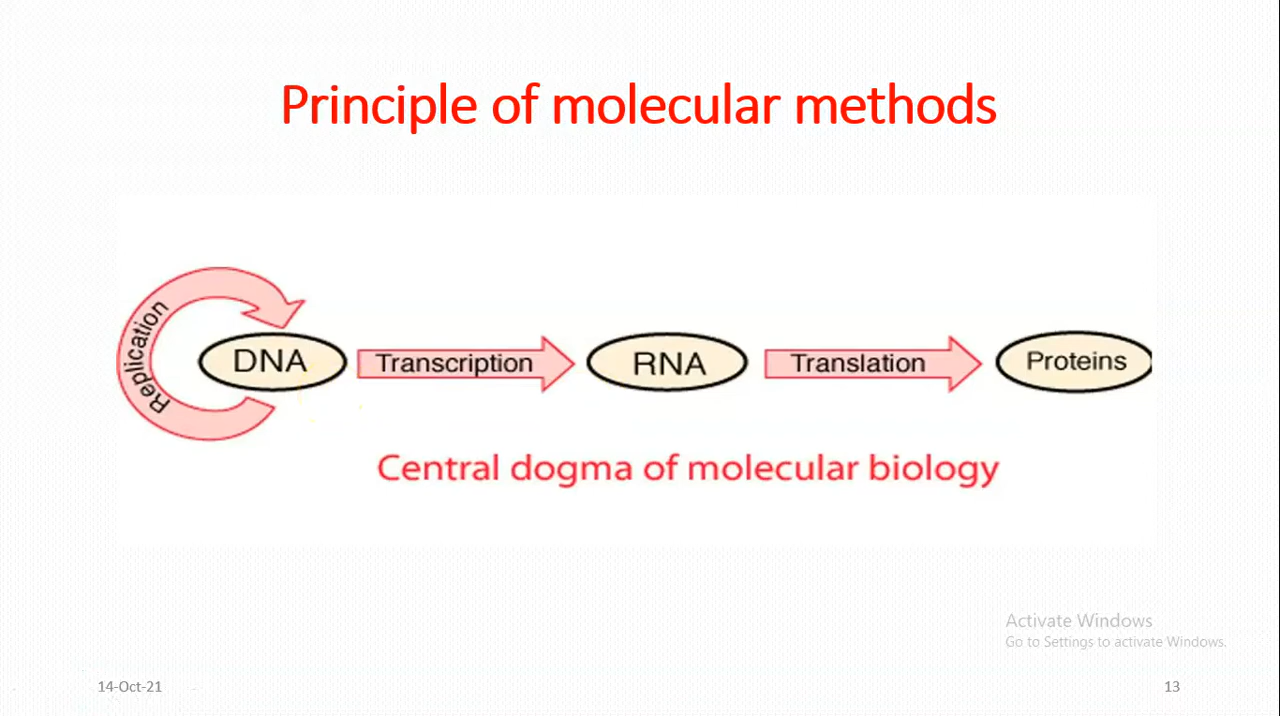 Principle of molecular methods
Replication
DNA
Transcription
RNA
Translation
Proteins
Central dogma of molecular biology
Activate Windows
Go to Settings to activate Windows.
14-Oct-21
13